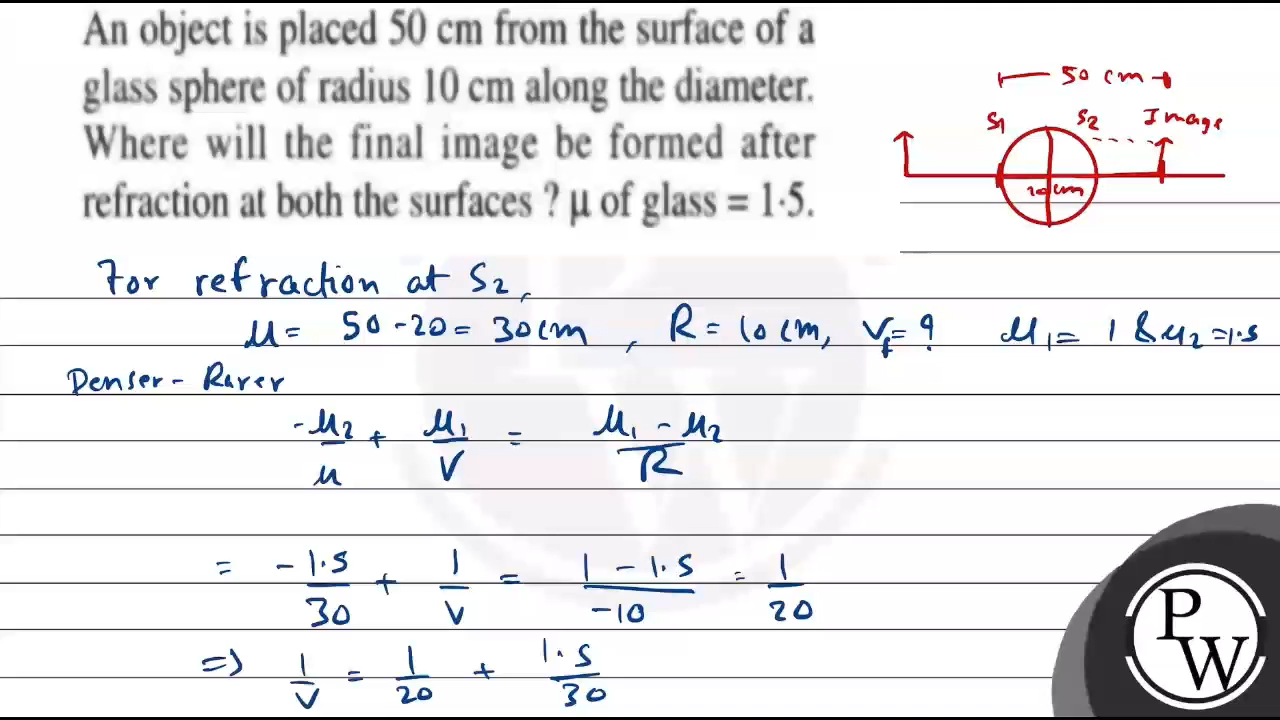 An object is placed 50 cm from the surface of a
glass sphere of radius 10 cm along the diameter.
Where will the final image be formed after
refraction at both the surfaces ? μ of glass = 1·5.
50 cm
S1
S2
Image
20cm
For refraction at S2,
u = 50 - 20 = 30 cm, R = 10 cm, Vf = ? μ1 = 1 & μ2 = 1.5
Denser - Rarer
-μ2/u + μ1/V = μ1 - μ2/R
= -1.5/30 + 1/V = 1 - 1.5/-10 = 1/20
=> 1/V = 1/20 + 1.5/30
P
W